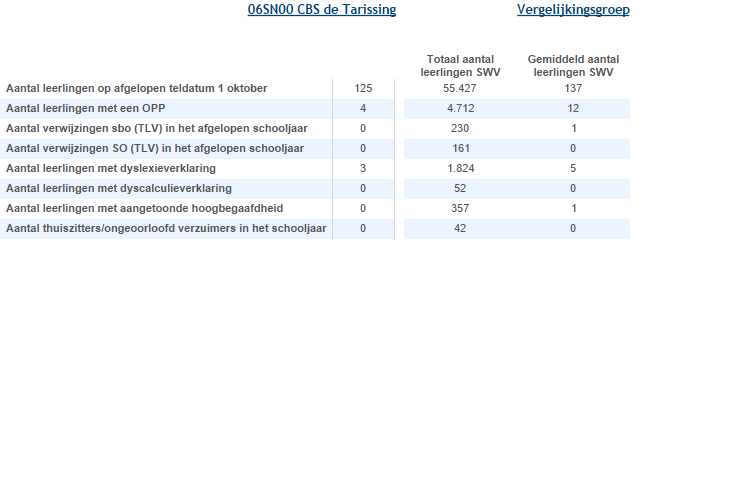 06SN00 CBS de Tarissing Vergelijkingsgroep
Totaal aantal Gemiddeld aantal
leerlingen SWV leerlingen SWV
Aantal leerlingen op afgelopen teldatum 1 oktober 125 55.427 137
Aantal leerlingen met een OPP 4 4.712 12
Aantal verwijzingen sbo (TLV) in het afgelopen schooljaar 0 230 1
Aantal verwijzingen SO (TLV) in het afgelopen schooljaar 0 161 0
Aantal leerlingen met dyslexieverklaring 3 1.824 5
Aantal leerlingen met dyscalculieverklaring 0 52 0
Aantal leerlingen met aangetoonde hoogbegaafdheid 0 357 1
Aantal thuiszitters/ongeoorloofd verzuimers in het schooljaar 0 42 0